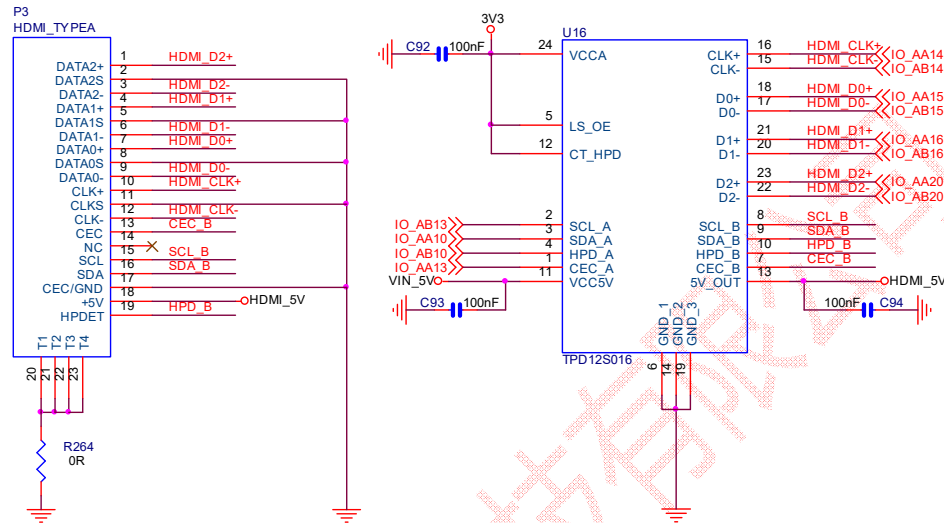 P3
HDMI_TYPEA
1 HDMI_D2+
DATA2+
2
DATA2S
3 HDMI_D2-
DATA2-
4 HDMI_D1+
DATA1+
5
DATA1S
6 HDMI_D1-
DATA1-
7 HDMI_D0+
DATA0+
8
DATA0S
9 HDMI_D0-
DATA0-
10 HDMI_CLK+
CLK+
11
CLKS
12 HDMI_CLK-
CLK-
13 CEC_B
CEC
14
NC
15 SCL_B
SCL
16 SDA_B
SDA
17
CEC/GND
18 HDMI_5V
+5V
19 HPD_B
HPDET
T1 T2 T3 T4
20 21 22 23
R264
0R
3V3
C92 100nF
U16
24 VCCA
5 LS_OE
12 CT_HPD
IO_AB13 2 SCL_A
IO_AA10 3 SDA_A
IO_AB10 4 HPD_A
IO_AA13 1 CEC_A
VIN_5V 11 VCC5V
C93 100nF
CLK+ 16 HDMI_CLK+ IO_AA14
CLK- 15 HDMI_CLK- IO_AB14
D0+ 18 HDMI_D0+ IO_AA15
D0- 17 HDMI_D0- IO_AB15
D1+ 21 HDMI_D1+ IO_AA16
D1- 20 HDMI_D1- IO_AB16
D2+ 23 HDMI_D2+ IO_AA20
D2- 22 HDMI_D2- IO_AB20
SCL_B 8 SCL_B
SDA_B 9 SDA_B
HPD_B 10 HPD_B
CEC_B 7 CEC_B
5V_OUT 13 HDMI_5V
100nF C94
GND_1 GND_2 GND_3
TPD12S016
6 14 19